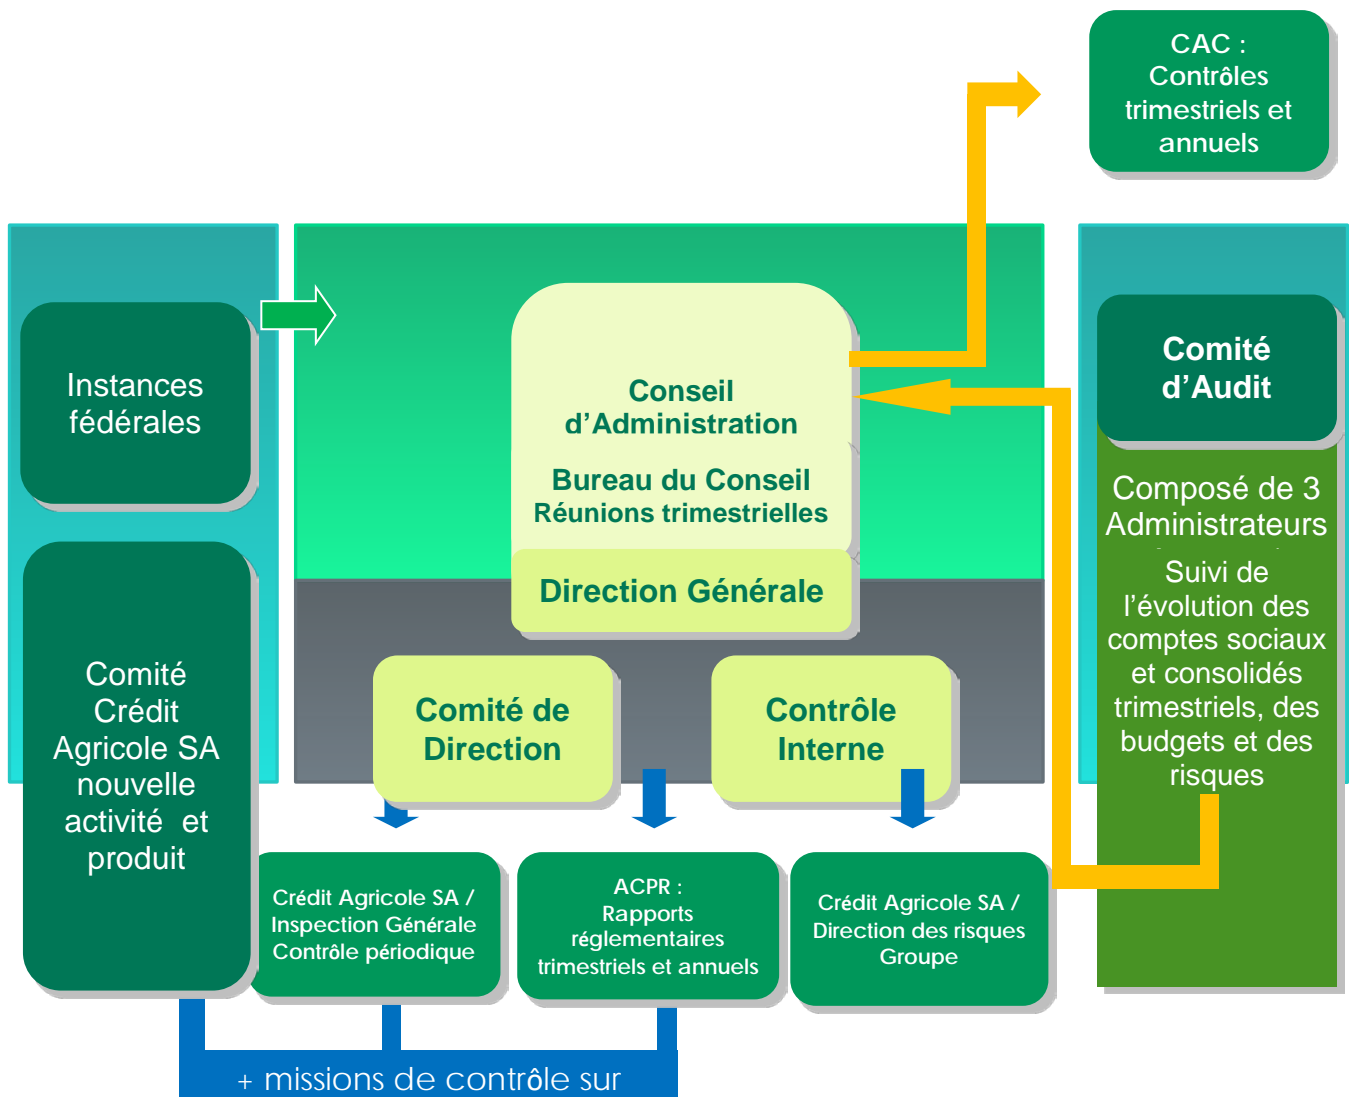 CAC :
Contrôles
trimestriels et
annuels
Instances
fédérales
Conseil
d’Administration
Bureau du Conseil
Réunions trimestrielles
Direction Générale
Comité
d’Audit
Composé de 3
Administrateurs
Suivi de
l’évolution des
comptes sociaux
et consolidés
trimestriels, des
budgets et des
risques
Comité
Crédit
Agricole SA
nouvelle
activité et
produit
Comité de
Direction
Contrôle
Interne
Crédit Agricole SA /
Inspection Générale
Contrôle périodique
ACPR :
Rapports
réglementaires
trimestriels et annuels
Crédit Agricole SA /
Direction des risques
Groupe
+ missions de contrôle sur